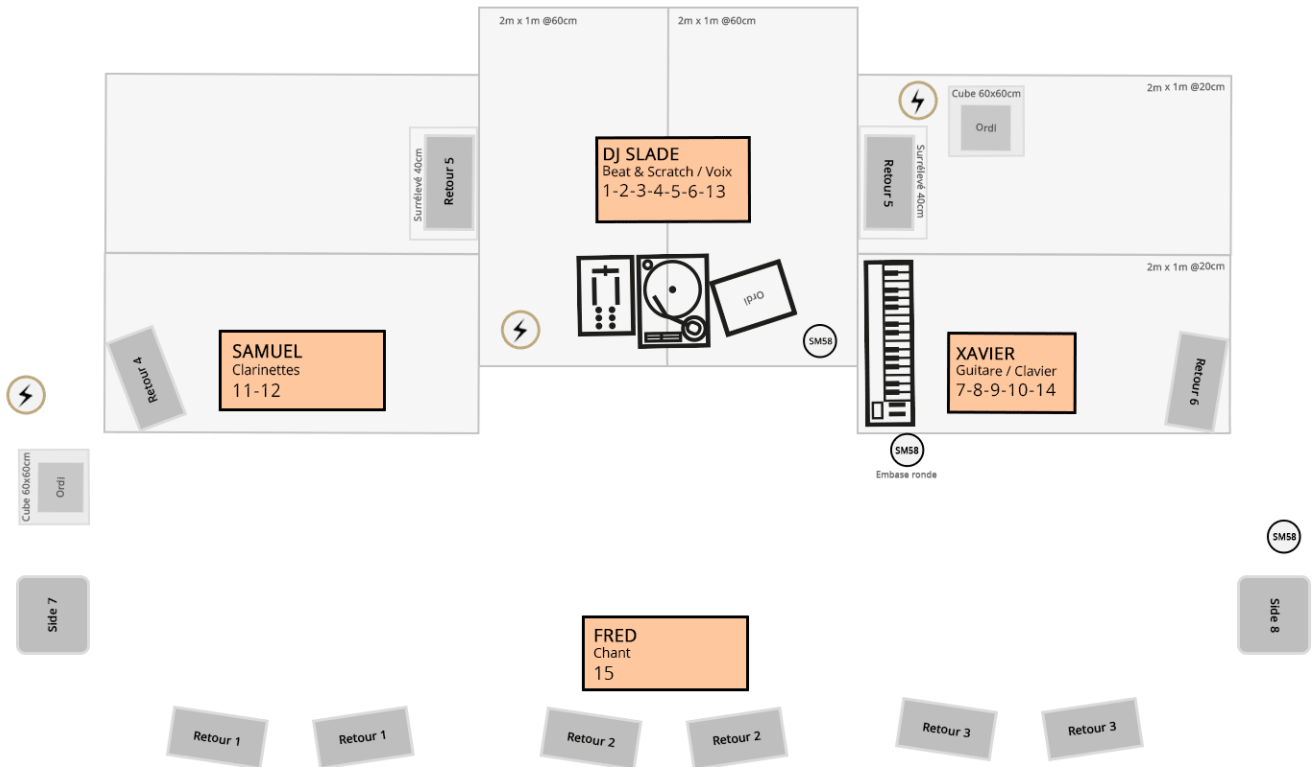 2m x 1m @60cm
2m x 1m @60cm
2m x 1m @20cm
Cube 60x60cm
Ordi
DJ SLADE
Beat & Scratch / Voix
1-2-3-4-5-6-13
Surrélevé 40cm
Retour 5
Retour 5
Surrélevé 40cm
2m x 1m @20cm
Ordi
SM58
SAMUEL
Clarinettes
11-12
Retour 4
XAVIER
Guitare / Clavier
7-8-9-10-14
Retour 6
SM58
Embase ronde
Cube 60x60cm
Ordi
SM58
Side 7
Side 8
FRED
Chant
15
Retour 1
Retour 1
Retour 2
Retour 2
Retour 3
Retour 3